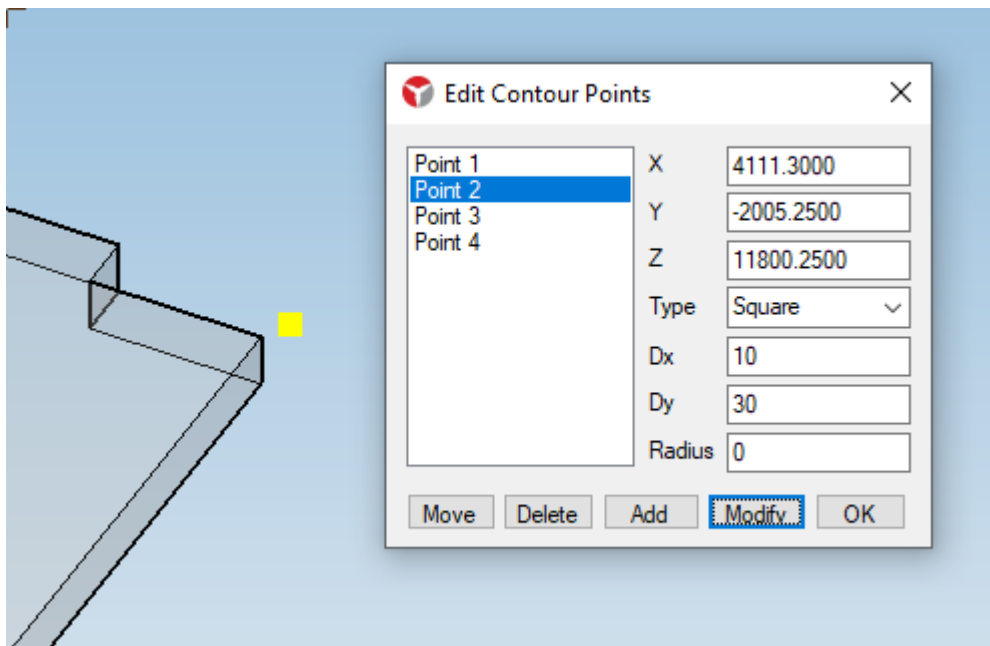 Edit Contour Points
Point 1
Point 2
Point 3
Point 4
X 4111.3000
Y -2005.2500
Z 11800.2500
Type Square
Dx 10
Dy 30
Radius 0
Move Delete Add Modify OK